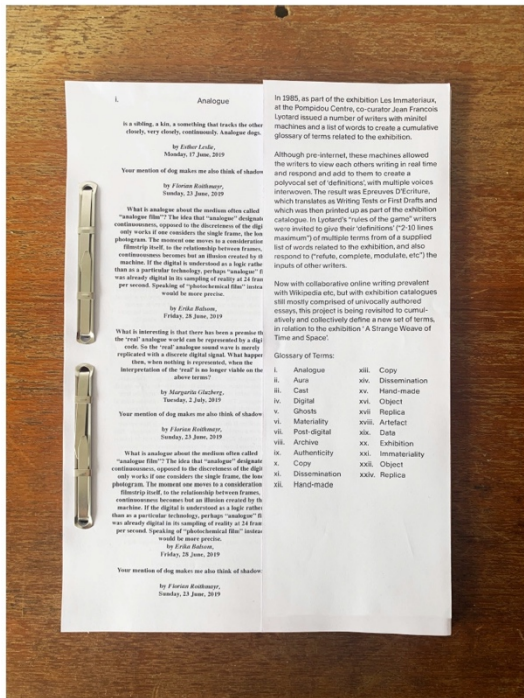 i.
Analogue
is a sibling, a kin, a something that tracks the other
closely, very closely, continuously. Analogue dogs.
by Esther Leslie,
Monday, 17 June, 2019
Your mention of dog makes me also think of shadow
by Florian Roithmayr,
Sunday, 23 June, 2019
What is analogue about the medium often called
"analogue film"? The idea that "analogue" designate
continuousness, opposed to the discreteness of the digi
only works if one considers the single frame, the lon
photogram. The moment one moves to a consideration
filmstrip itself, to the relationship between frames,
continuousness becomes but an illusion created by th
machine. If the digital is understood as a logic rathe
than as a particular technology, perhaps "analogue" fi
was already digital in its sampling of reality at 24 fran
per second. Speaking of "photochemical film" instea
would be more precise.
by Erika Balsom,
Friday, 28 June, 2019
What is interesting is that there has been a premise th
the 'real' analogue world can be represented by a digi
code. So the 'real' analogue sound wave is merely
replicated with a discrete digital signal. What happen
then, when nothing is represented, when the
interpretation of the 'real' is no longer viable on the
above terms?
by Margarita Gluzberg,
Tuesday, 2 July, 2019
Your mention of dog makes me also think of shadow
by Florian Roithmayr,
Sunday, 23 June, 2019
What is analogue about the medium often called
"analogue film"? The idea that "analogue" designate
continuousness, opposed to the discreteness of the digit
only works if one considers the single frame, the lone
photogram. The moment one moves to a consideration
filmstrip itself, to the relationship between frames,
continuousness becomes but an illusion created by the
machine. If the digital is understood as a logic rather
than as a particular technology, perhaps "analogue" fi
was already digital in its sampling of reality at 24 fram
per second. Speaking of "photochemical film" instead
would be more precise.
by Erika Balsom,
Friday, 28 June, 2019
Your mention of dog makes me also think of shadow
by Florian Roithmayr,
Sunday, 23 June, 2019
In 1985, as part of the exhibition Les Immateriaux,
at the Pompidou Centre, co-curator Jean Francois
Lyotard issued a number of writers with minitel
machines and a list of words to create a cumulative
glossary of terms related to the exhibition.
Although pre-internet, these machines allowed
the writers to view each others writing in real time
and respond and add to them to create a
polyvocal set of 'definitions', with multiple voices
interwoven. The result was Epreuves D'Ecriture,
which translates as Writing Tests or First Drafts and
which was then printed up as part of the exhibition
catalogue. In Lyotard's "rules of the game" writers
were invited to give their 'definitions' ("2-10 lines
maximum") of multiple terms from of a supplied
list of words related to the exhibition, and also
respond to ("refute, complete, modulate, etc") the
inputs of other writers.
Now with collaborative online writing prevalent
with Wikipedia etc, but with exhibition catalogues
still mostly comprised of univocally authored
essays, this project is being revisited to cumul-
atively and collectively define a new set of terms,
in relation to the exhibition 'A Strange Weave of
Time and Space'.
Glossary of Terms:
i. Analogue
ii. Aura
iii. Cast
iv. Digital
v. Ghosts
vi. Materiality
vii. Post-digital
viii. Archive
ix. Authenticity
x. Copy
xi. Dissemination
xii. Hand-made
xiii. Copy
xiv. Dissemination
xv. Hand-made
xvi. Object
xvii Replica
xviii. Artefact
xix. Data
xx. Exhibition
xxi. Immateriality
xxii. Object
xxiv. Replica